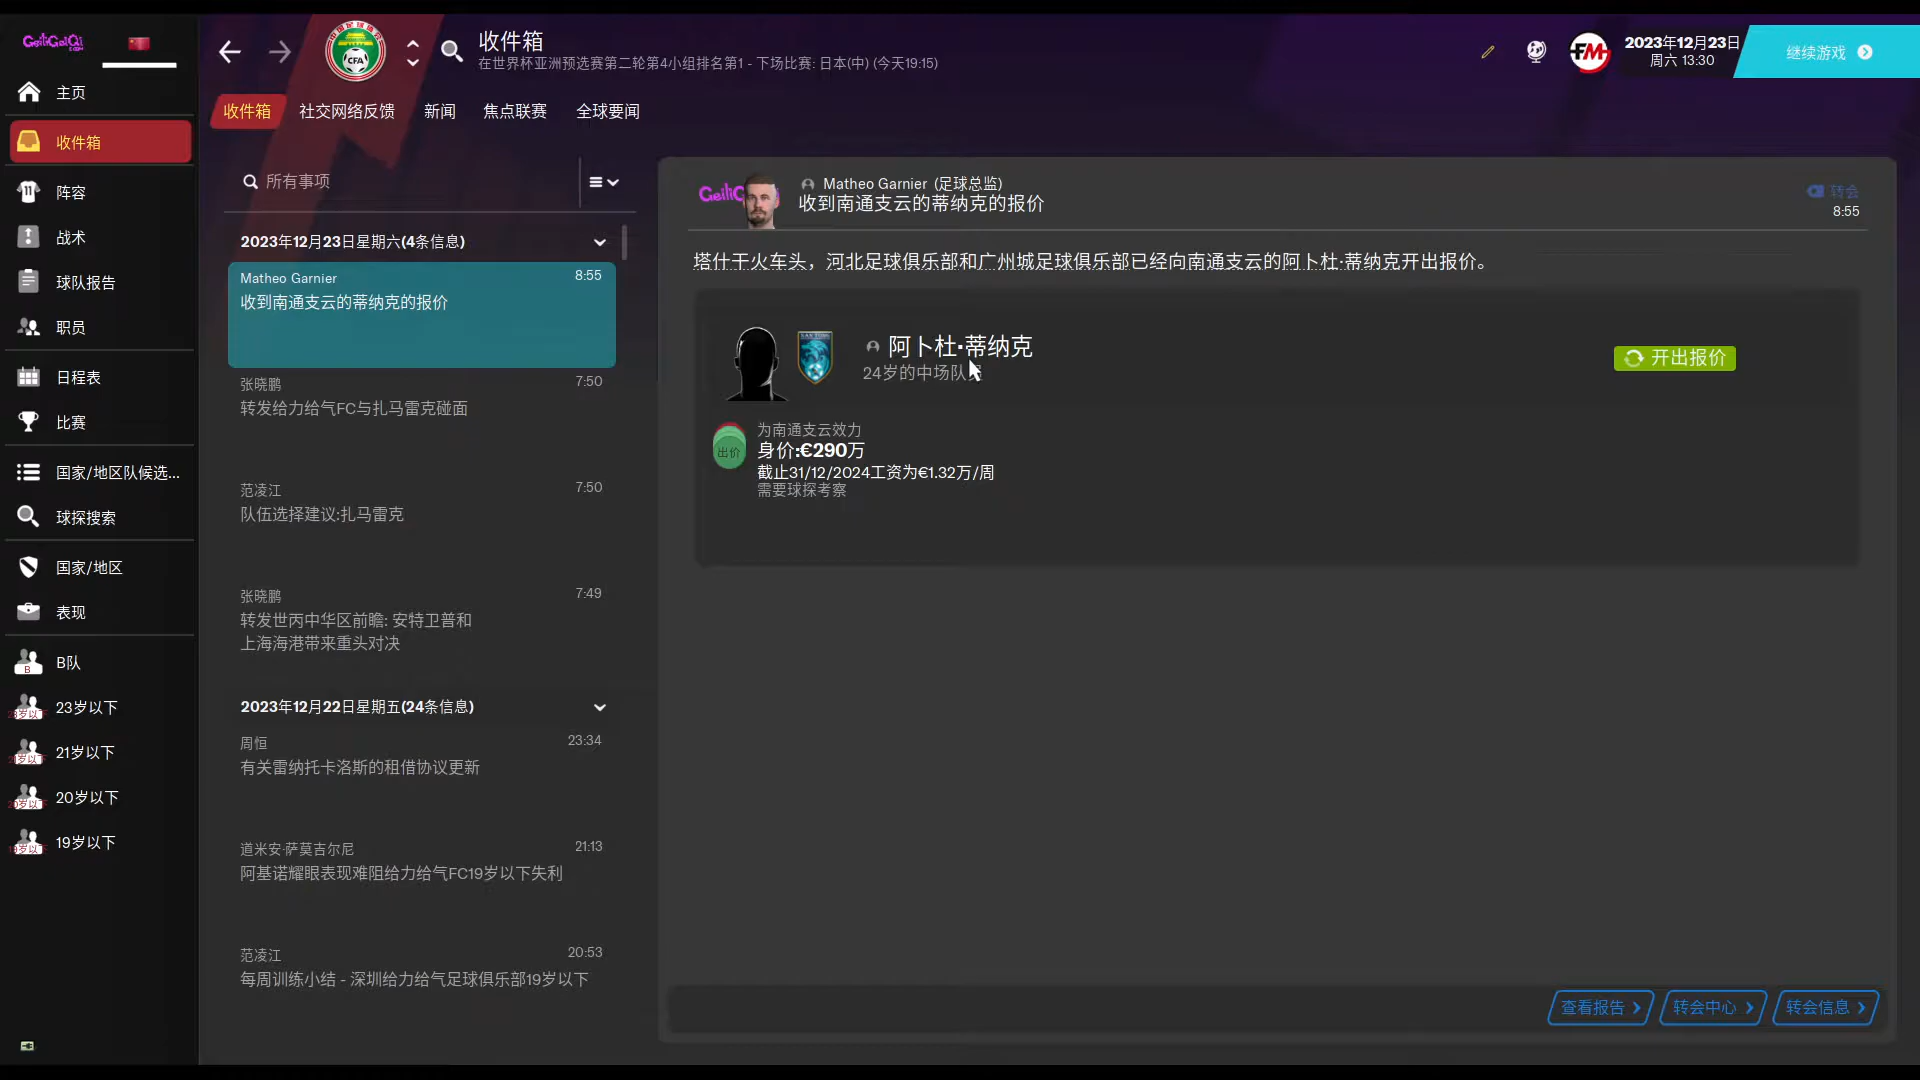 GeiliGeiQi
.COM
主页
收件箱
阵容
战术
球队报告
职员
日程表
比赛
国家/地区队候选...
球探搜索
国家/地区
表现
B队
23岁以下
21岁以下
20岁以下
19岁以下
CFA
收件箱
在世界杯亚洲预选赛第二轮第4小组排名第1 - 下场比赛: 日本(中) (今天19:15)
FM
2023年12月23日
周六 13:30
继续游戏
收件箱 社交网络反馈 新闻 焦点联赛 全球要闻
所有事项
2023年12月23日星期六(4条信息)
Matheo Garnier 8:55
收到南通支云的蒂纳克的报价
张晓鹏 7:50
转发给力给气FC与扎马雷克碰面
范凌江 7:50
队伍选择建议:扎马雷克
张晓鹏 7:49
转发世丙中华区前瞻: 安特卫普和
上海海港带来重头对决
2023年12月22日星期五(24条信息)
周恒 23:34
有关雷纳托卡洛斯的租借协议更新
道米安·萨莫吉尔尼 21:13
阿基诺耀眼表现难阻给力给气FC19岁以下失利
范凌江 20:53
每周训练小结 - 深圳给力给气足球俱乐部19岁以下
Matheo Garnier (足球总监)
收到南通支云的蒂纳克的报价
转会
8:55
塔什干火车头，河北足球俱乐部和广州城足球俱乐部已经向南通支云的阿卜杜·蒂纳克开出报价。
阿卜杜·蒂纳克
24岁的中场队
开出报价
出价
为南通支云效力
身价:€290万
截止31/12/2024工资为€1.32万/周
需要球探考察
查看报告 转会中心 转会信息